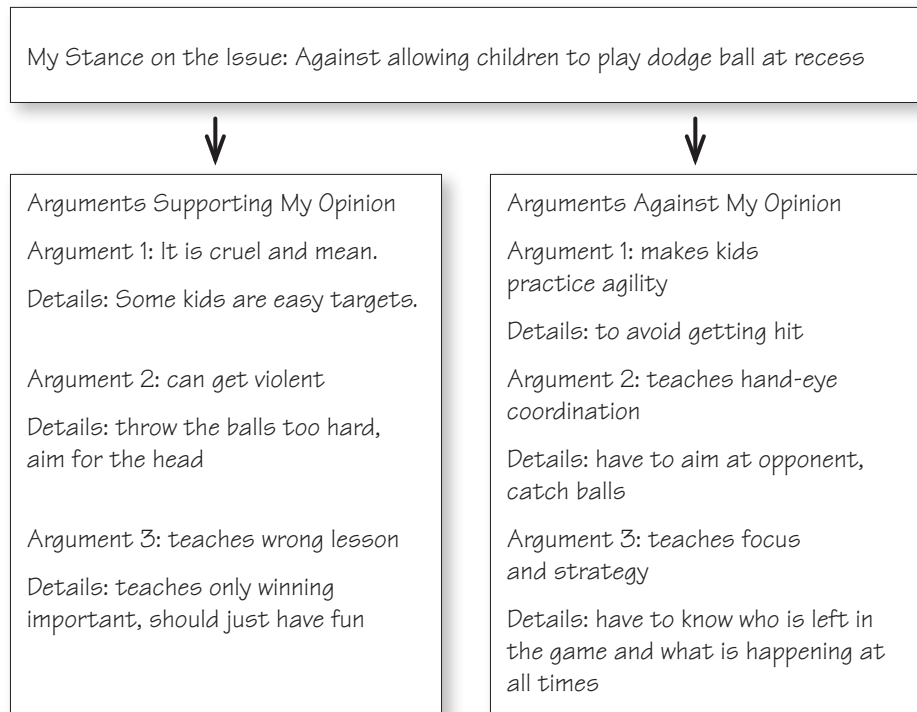 My Stance on the Issue: Against allowing children to play dodge ball at recess
Arguments Supporting My Opinion
Argument 1: It is cruel and mean.
Details: Some kids are easy targets.
Argument 2: can get violent
Details: throw the balls too hard,
aim for the head
Argument 3: teaches wrong lesson
Details: teaches only winning
important, should just have fun
Arguments Against My Opinion
Argument 1: makes kids
practice agility
Details: to avoid getting hit
Argument 2: teaches hand-eye
coordination
Details: have to aim at opponent,
catch balls
Argument 3: teaches focus
and strategy
Details: have to know who is left in
the game and what is happening at
all times